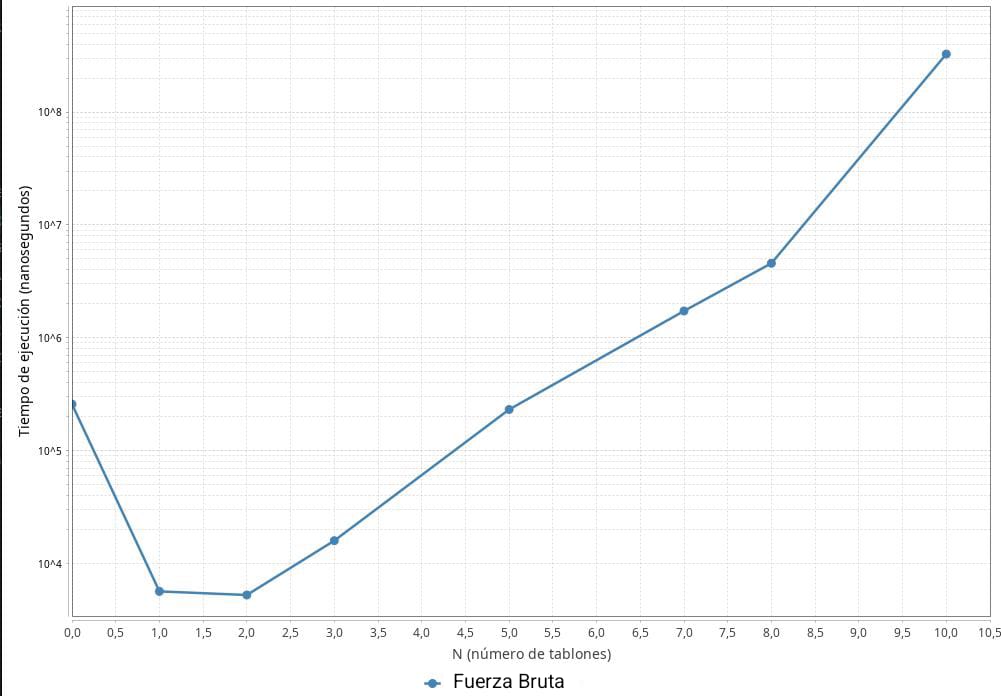 10^8
10^7
10^6
10^5
10^4
Tiempo de ejecución (nanosegundos)
0,0 0,5 1,0 1,5 2,0 2,5 3,0 3,5 4,0 4,5 5,0 5,5 6,0 6,5 7,0 7,5 8,0 8,5 9,0 9,5 10,0 10,5
N (número de tablones)
Fuerza Bruta